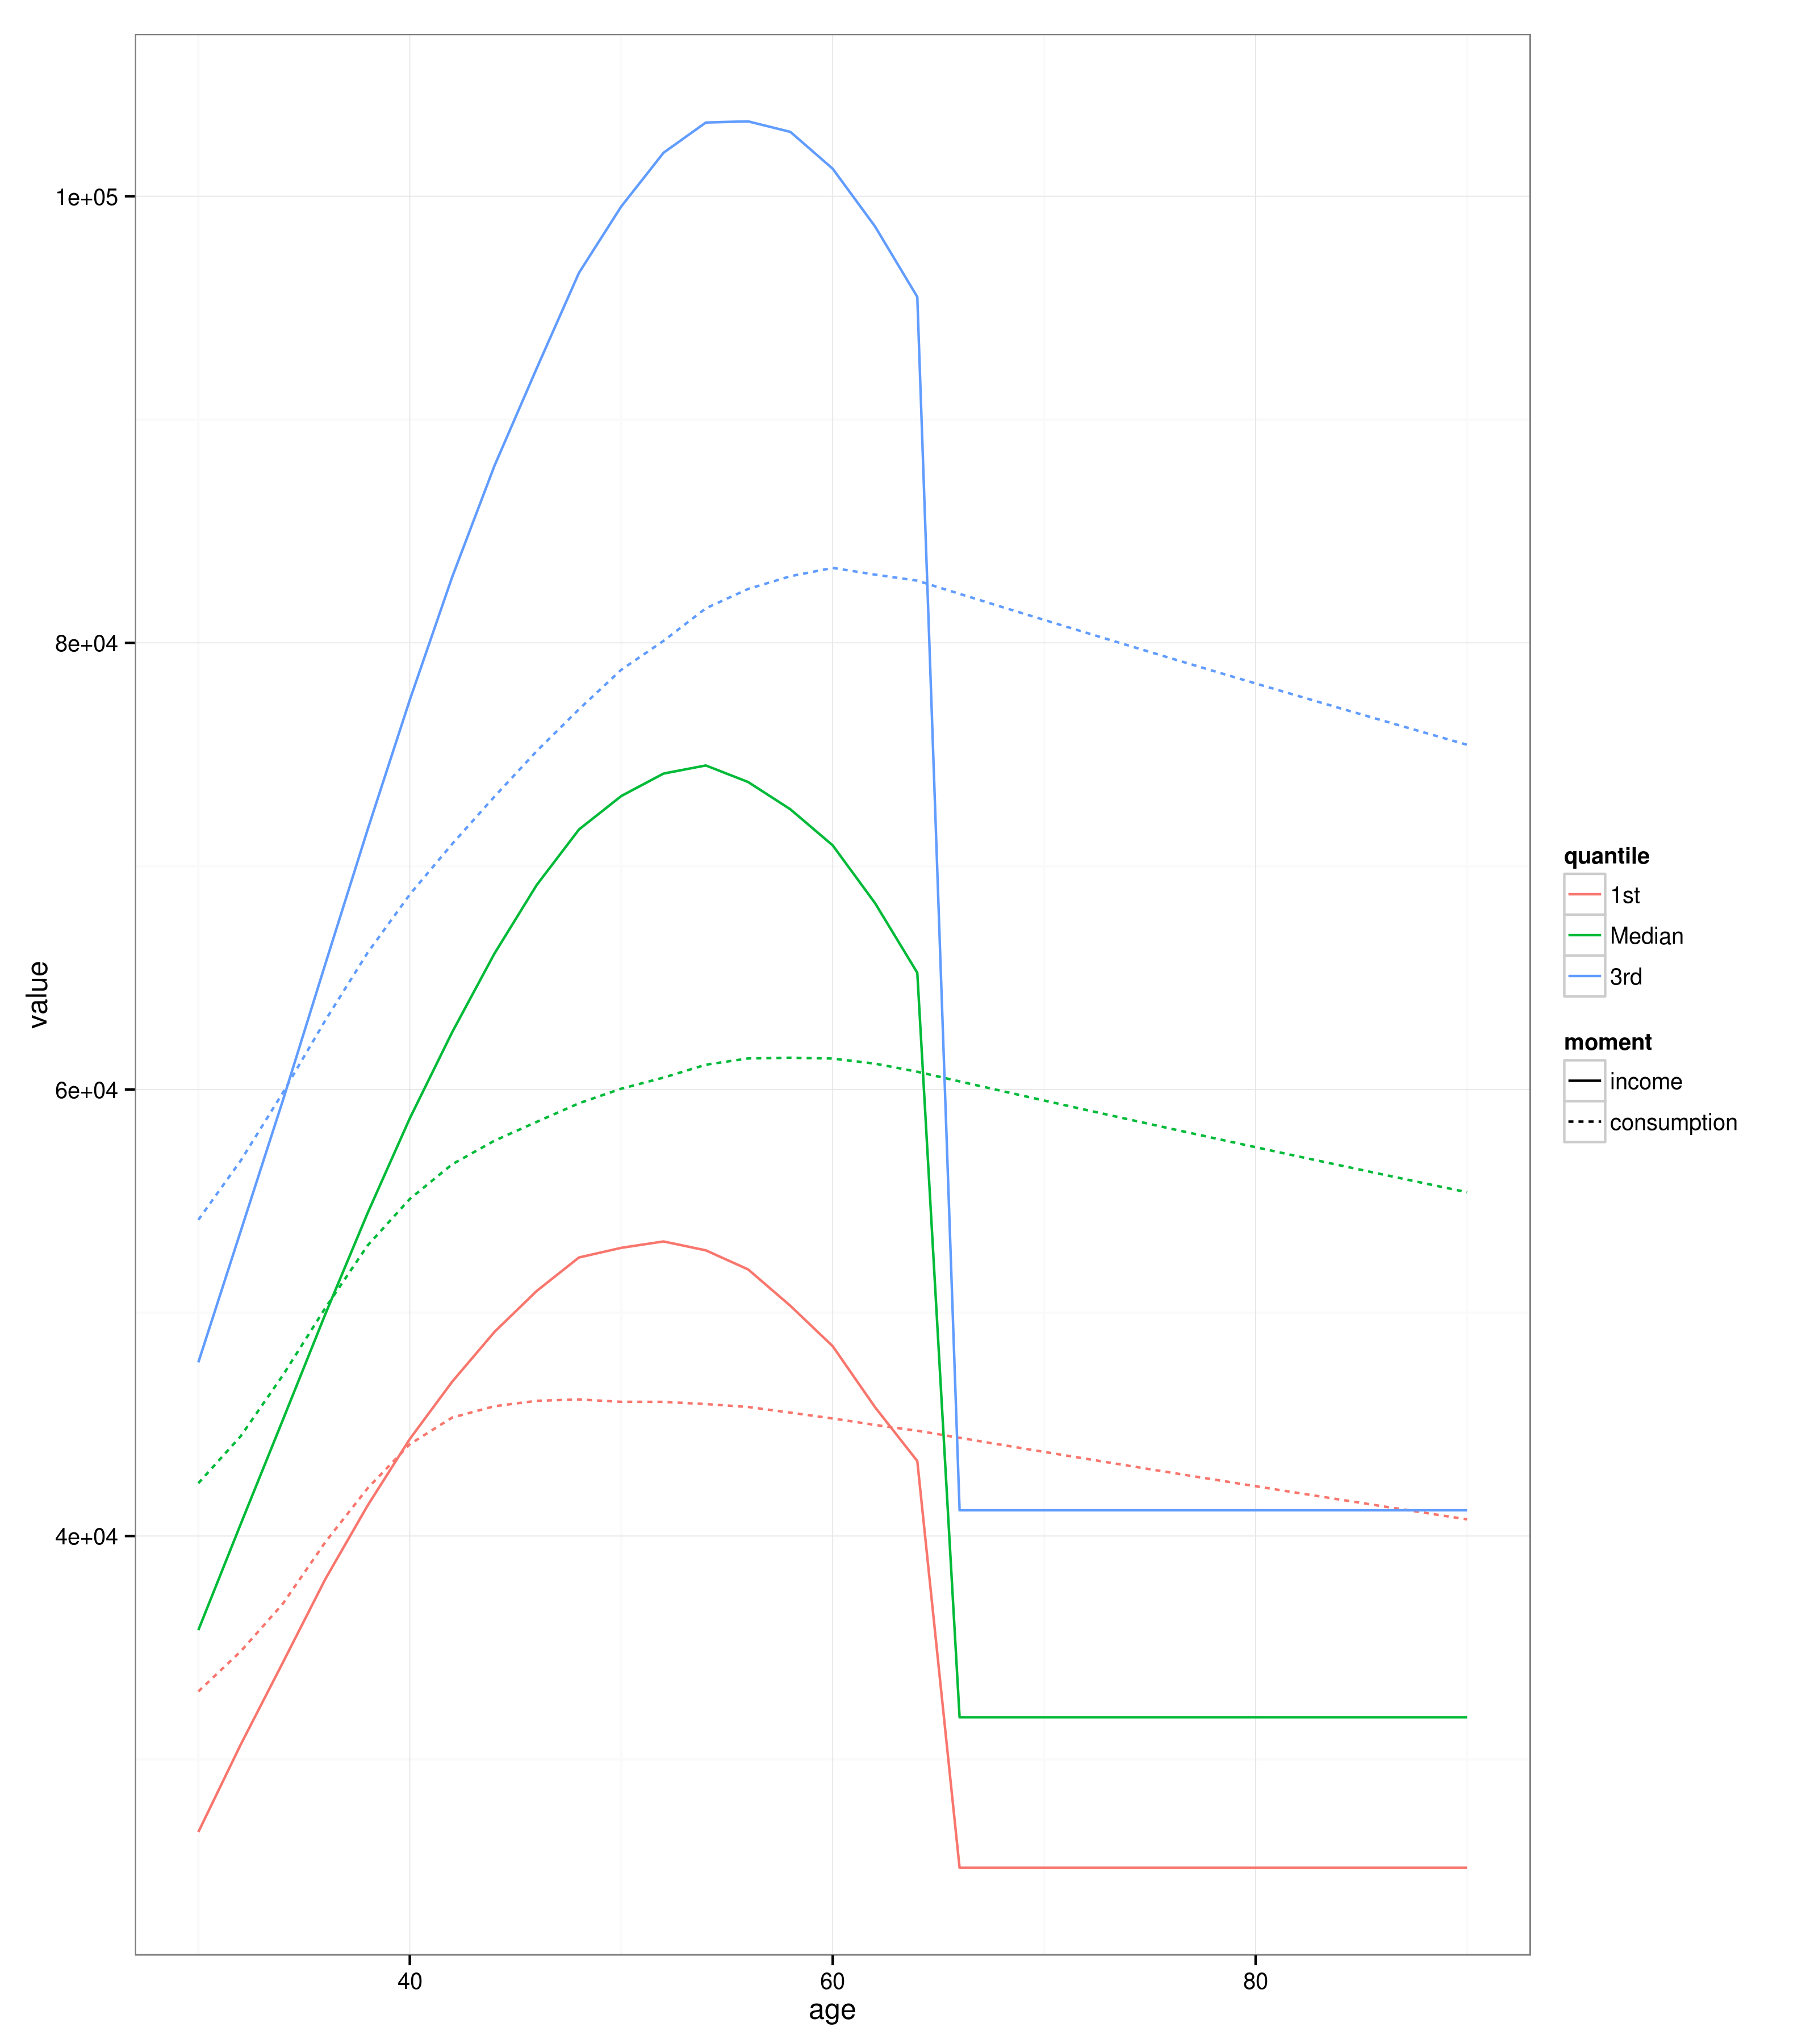 1e+05
8e+04
6e+04
4e+04
value
40
60
80
age
quantile
1st
Median
3rd
moment
income
consumption